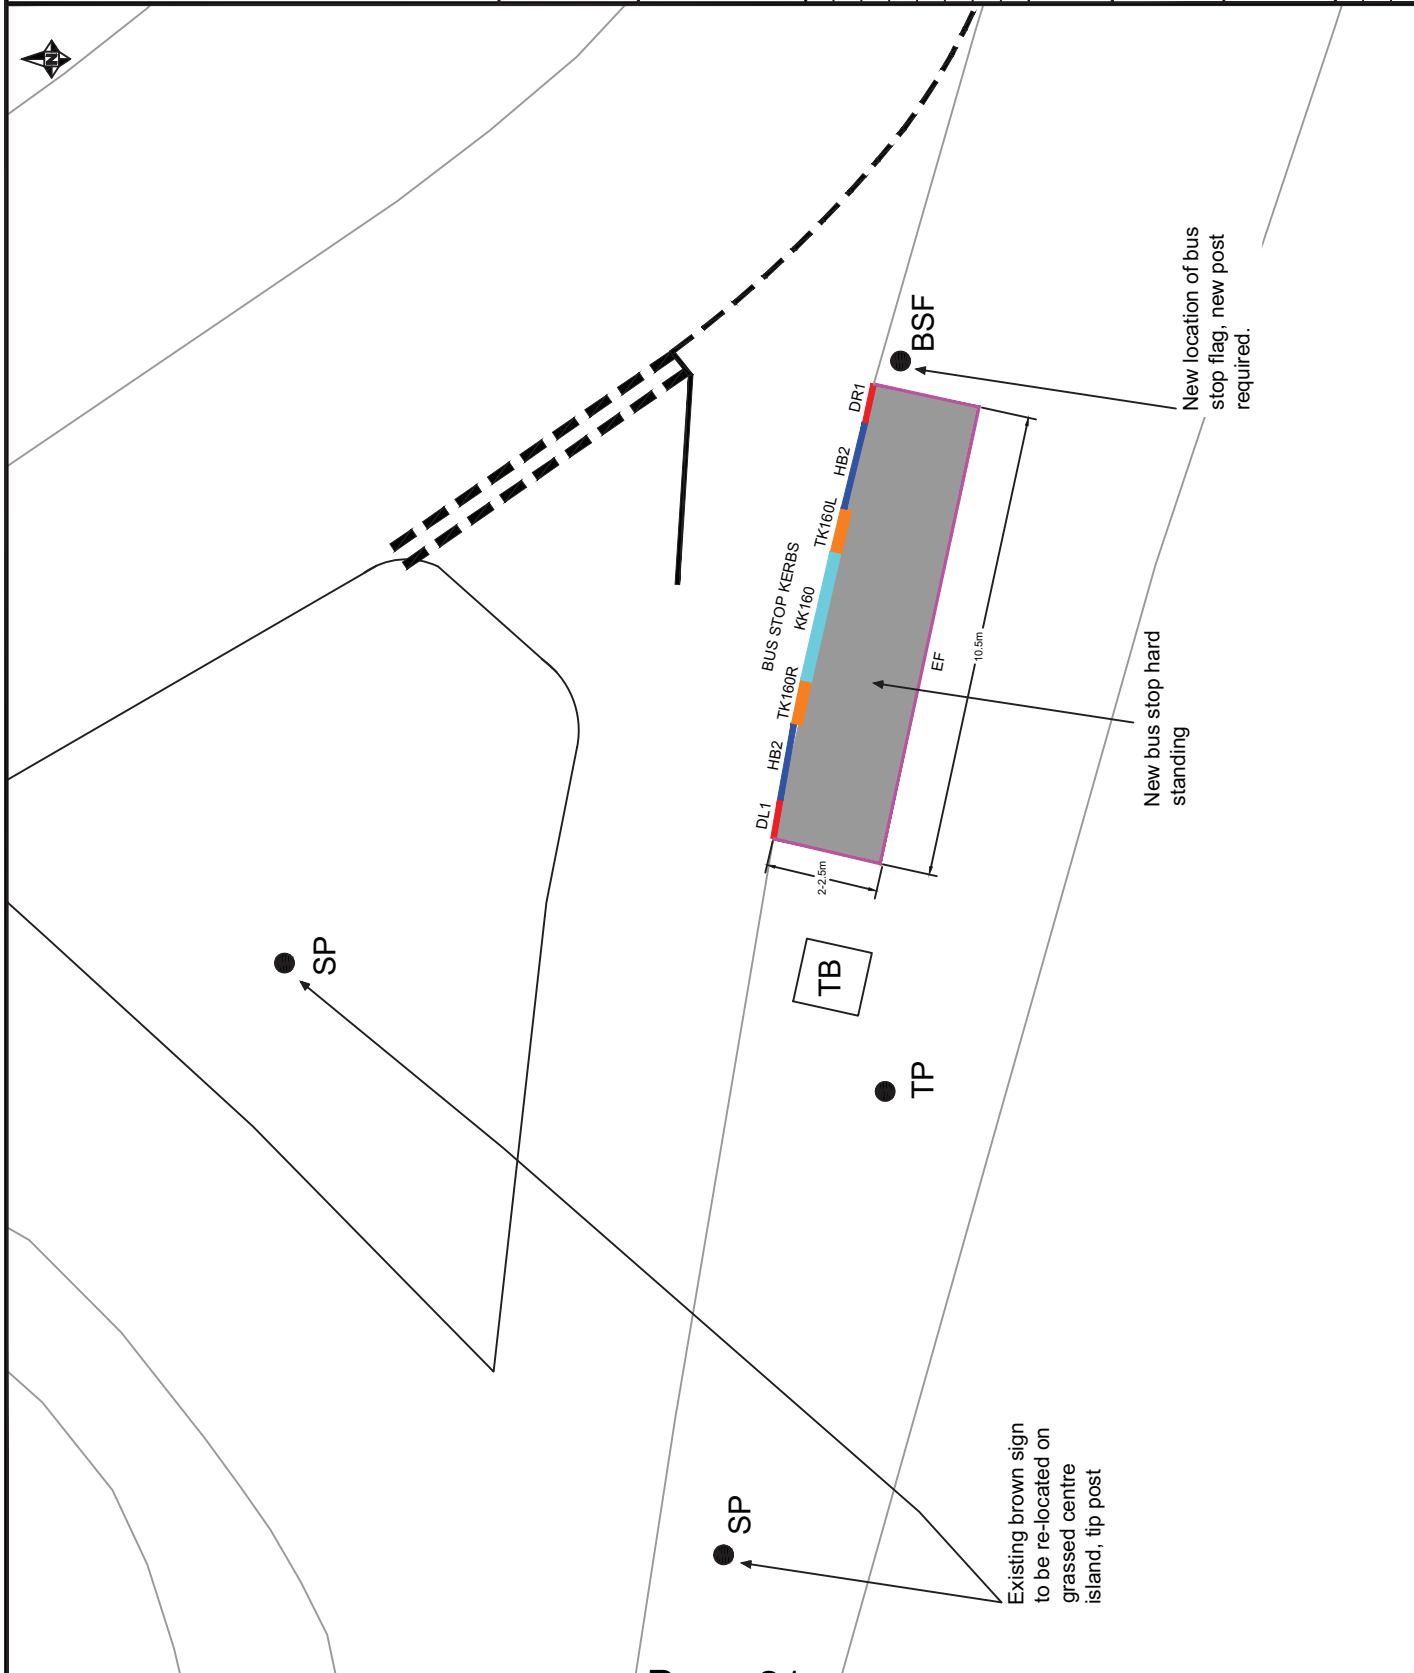 N
SP
DL1
HB2
TK160R
BUS STOP KERBS
KK160
TK160L
HB2
DR1
BSF
EF
10.5m
2-2.5m
TB
TP
SP
New location of bus
stop flag, new post
required.
New bus stop hard
standing
Existing brown sign
to be re-located on
grassed centre
island, tip post